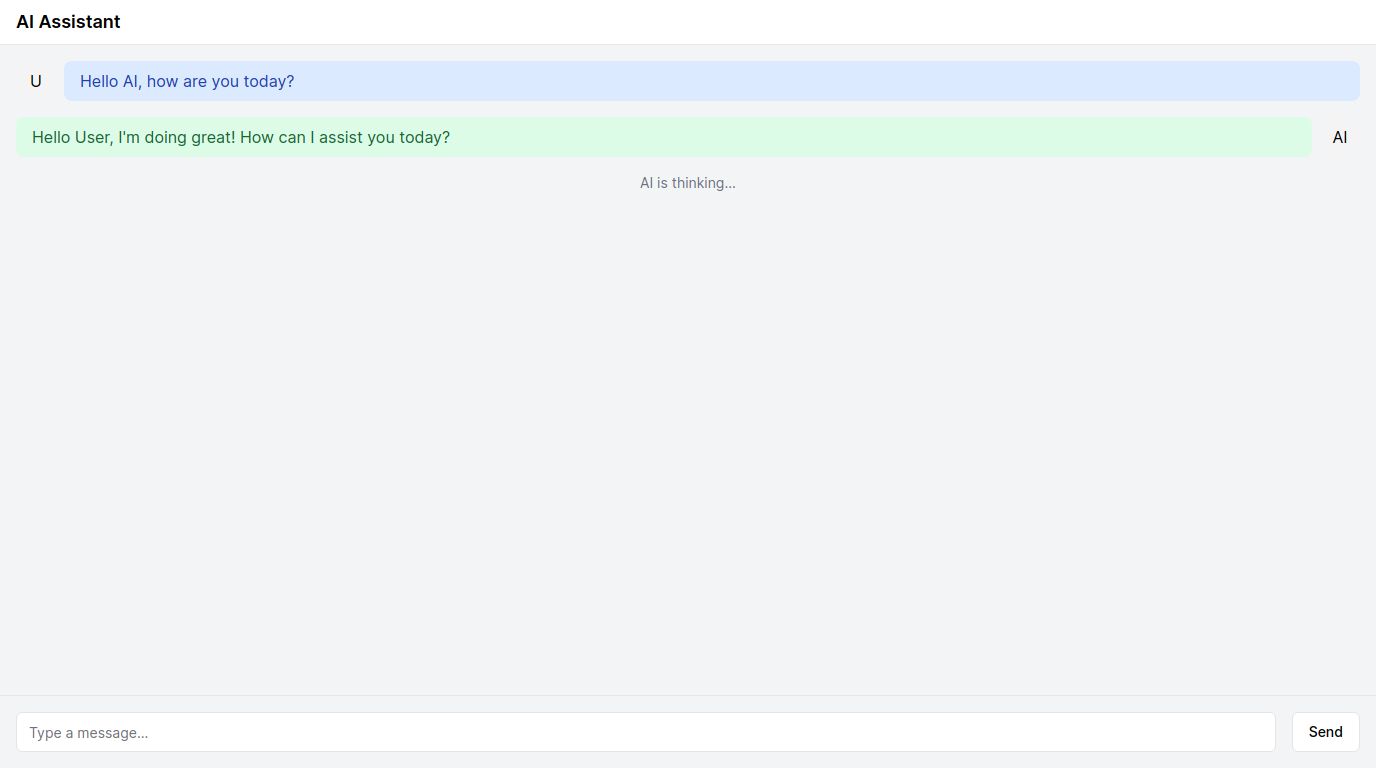 AI Assistant
U
Hello AI, how are you today?
Hello User, I'm doing great! How can I assist you today?
AI
AI is thinking...
Type a message...
Send